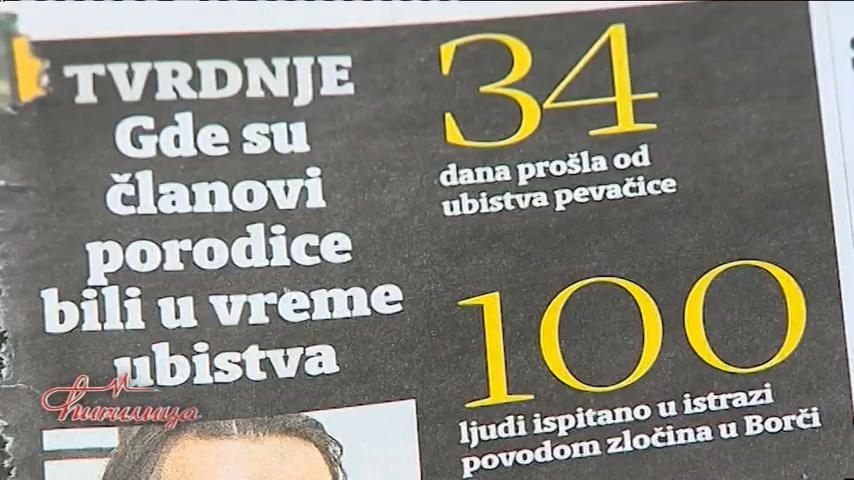 TVRDNJE
Gde su
članovi
porodice
bili u vreme
ubistva
34
dana prošla od
ubistva pevačice
100
ljudi ispitano u istrazi
povodom zločina u Borči
Ћирилица